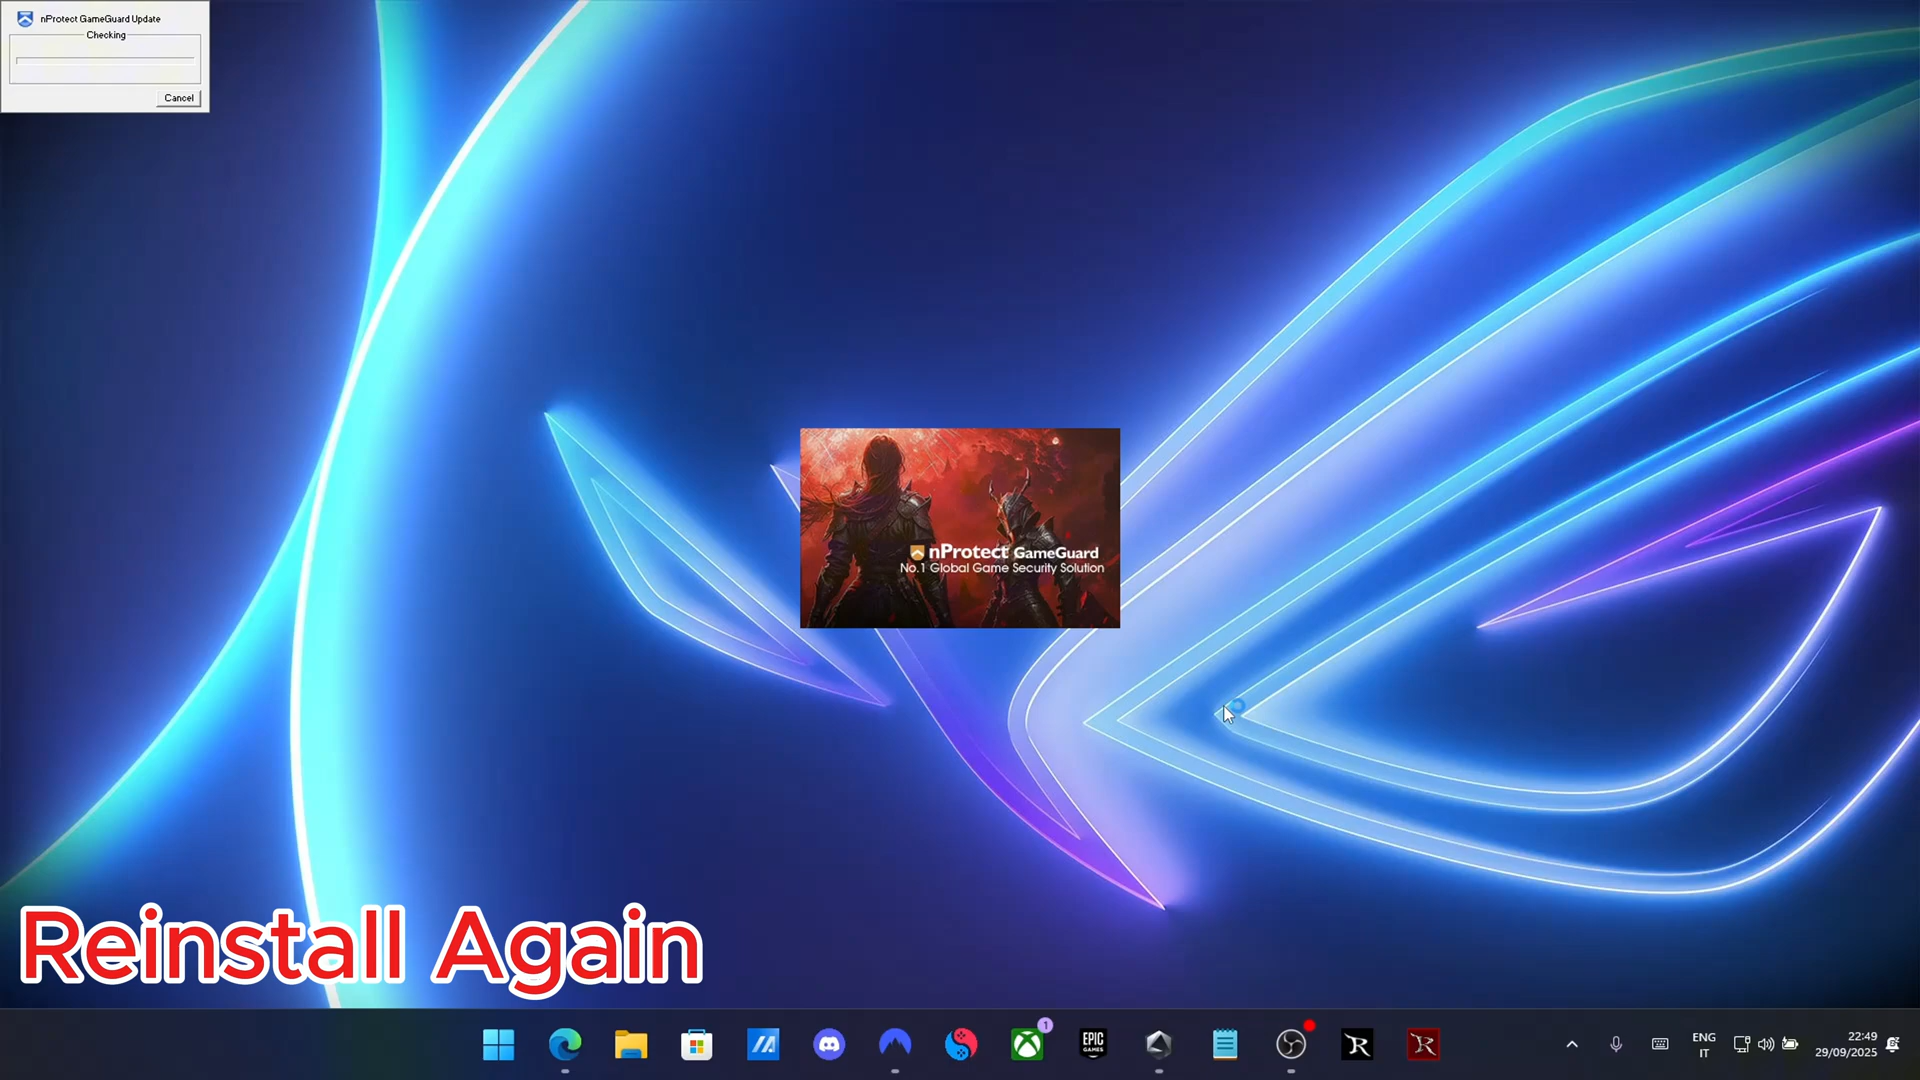 nProtect GameGuard Update
Checking
Cancel
nProtect GameGuard
No.1 Global Game Security Solution
Reinstall Again
1
EPIC
GAMES
ENG
IT
22:49
29/09/2025